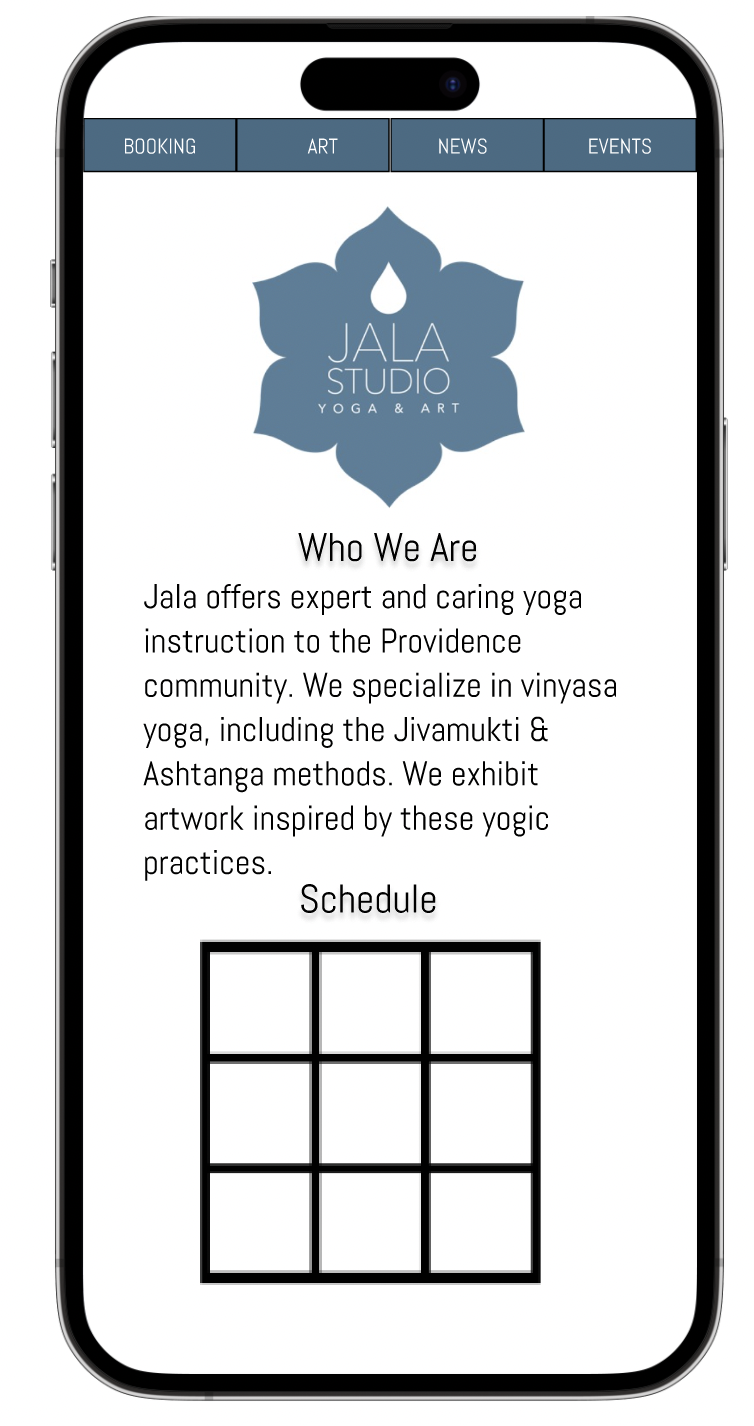 BOOKING ART NEWS EVENTS
JALA
STUDIO
YOGA & ART
Who We Are
Jala offers expert and caring yoga
instruction to the Providence
community. We specialize in vinyasa
yoga, including the Jivamukti &
Ashtanga methods. We exhibit
artwork inspired by these yogic
practices.
Schedule